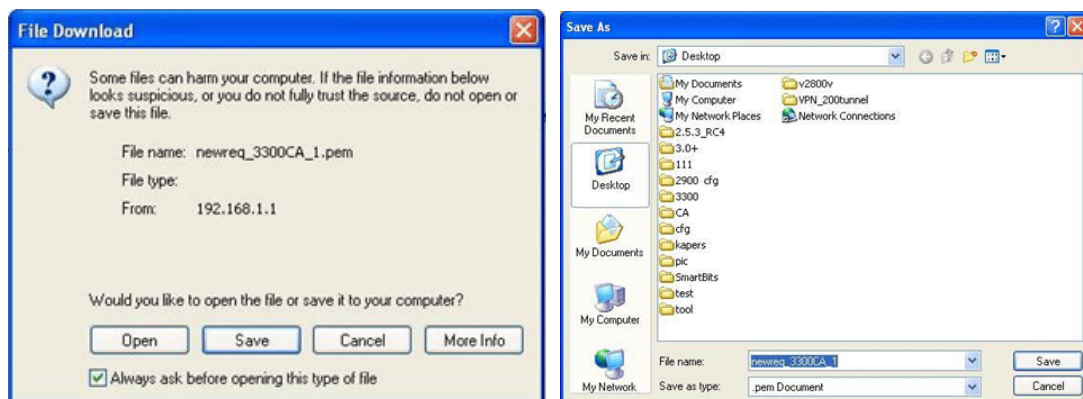 File Download
Some files can harm your computer. If the file information below
looks suspicious, or you do not fully trust the source, do not open or
save this file.
File name: newreq_3300CA_1.pem
File type:
From: 192.168.1.1
Would you like to open the file or save it to your computer?
Open Save Cancel More Info
Always ask before opening this type of file
Save As
Save in: Desktop
My Recent
Documents
Desktop
My Documents
My Computer
My Network
My Documents
My Computer
My Network Places
2.5.3_RC4
3.0+
111
2900 cfg
3300
CA
cfg
kapers
pic
SmartBits
test
tool
v2800v
VPN_200tunnel
Network Connections
File name: newreq_3300CA_1 Save
Save as type: .pem Document Cancel